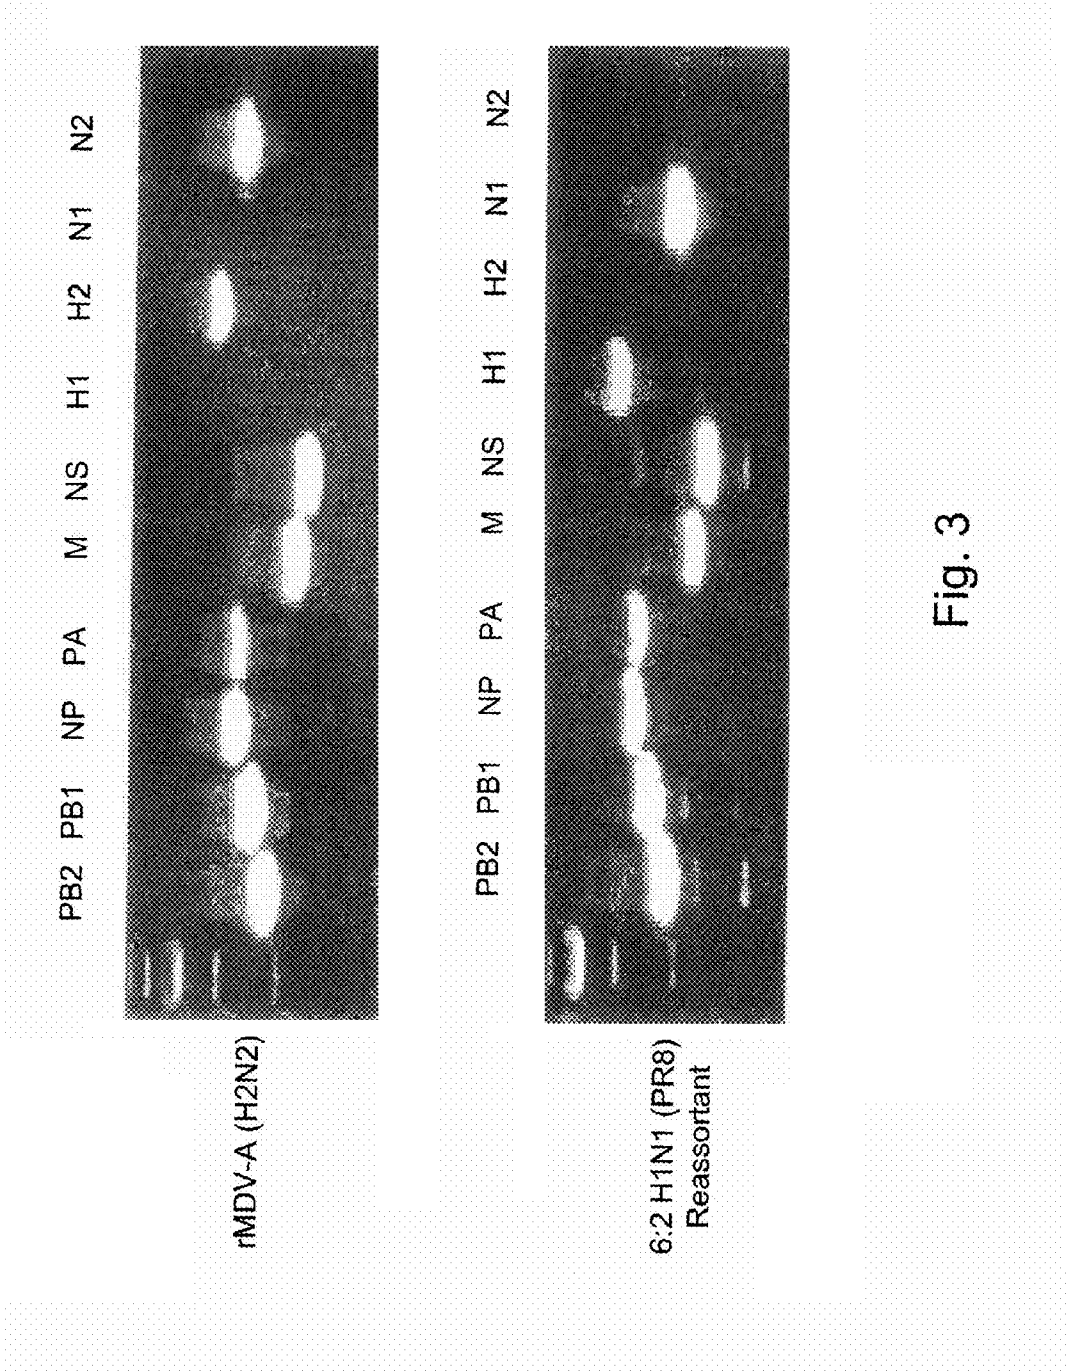 PB2 PB1 NP PA M NS H1 H2 N1 N2
rMDV-A (H2N2)
PB2 PB1 NP PA M NS H1 H2 N1 N2
6:2 H1N1 (PR8)
Reassortant
Fig. 3